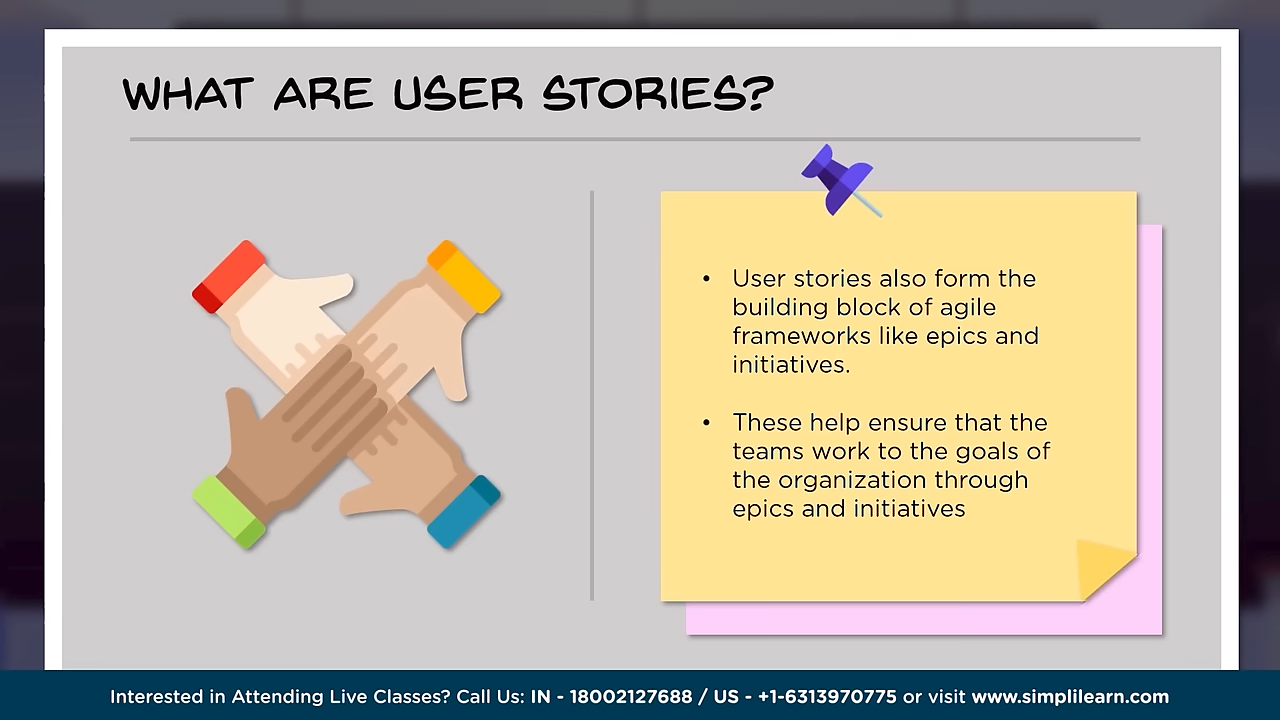 WHAT ARE USER STORIES?
• User stories also form the
building block of agile
frameworks like epics and
initiatives.
• These help ensure that the
teams work to the goals of
the organization through
epics and initiatives
Interested in Attending Live Classes? Call Us: IN - 18002127688 / US - +1-6313970775 or visit www.simplilearn.com